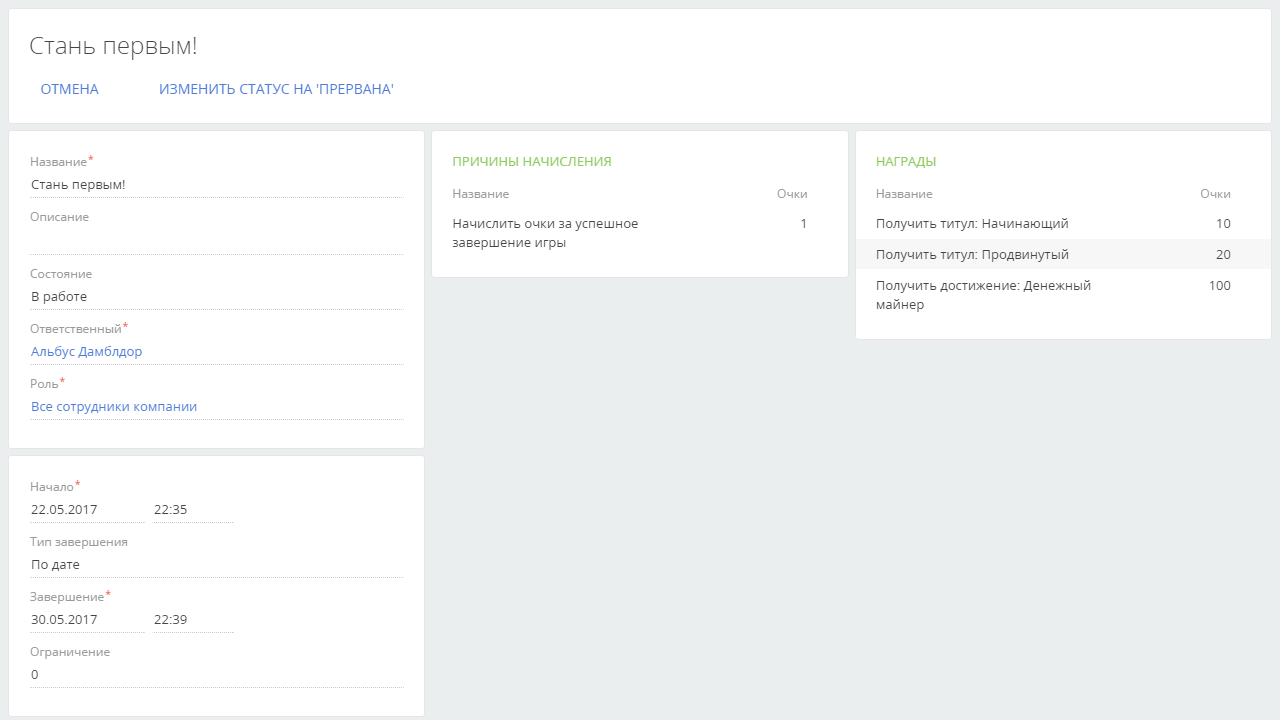 Стань первым!
ОТМЕНА
ИЗМЕНИТЬ СТАТУС НА 'ПРЕРВАНА'
Название*
Стань первым!
Описание
Состояние
В работе
Ответственный*
Альбус Дамблдор
Роль*
Все сотрудники компании
Начало*
22.05.2017 22:35
Тип завершения
По дате
Завершение*
30.05.2017 22:39
Ограничение
0
ПРИЧИНЫ НАЧИСЛЕНИЯ
Название Очки
Начислить очки за успешное 1
завершение игры
НАГРАДЫ
Название Очки
Получить титул: Начинающий 10
Получить титул: Продвинутый 20
Получить достижение: Денежный 100
майнер